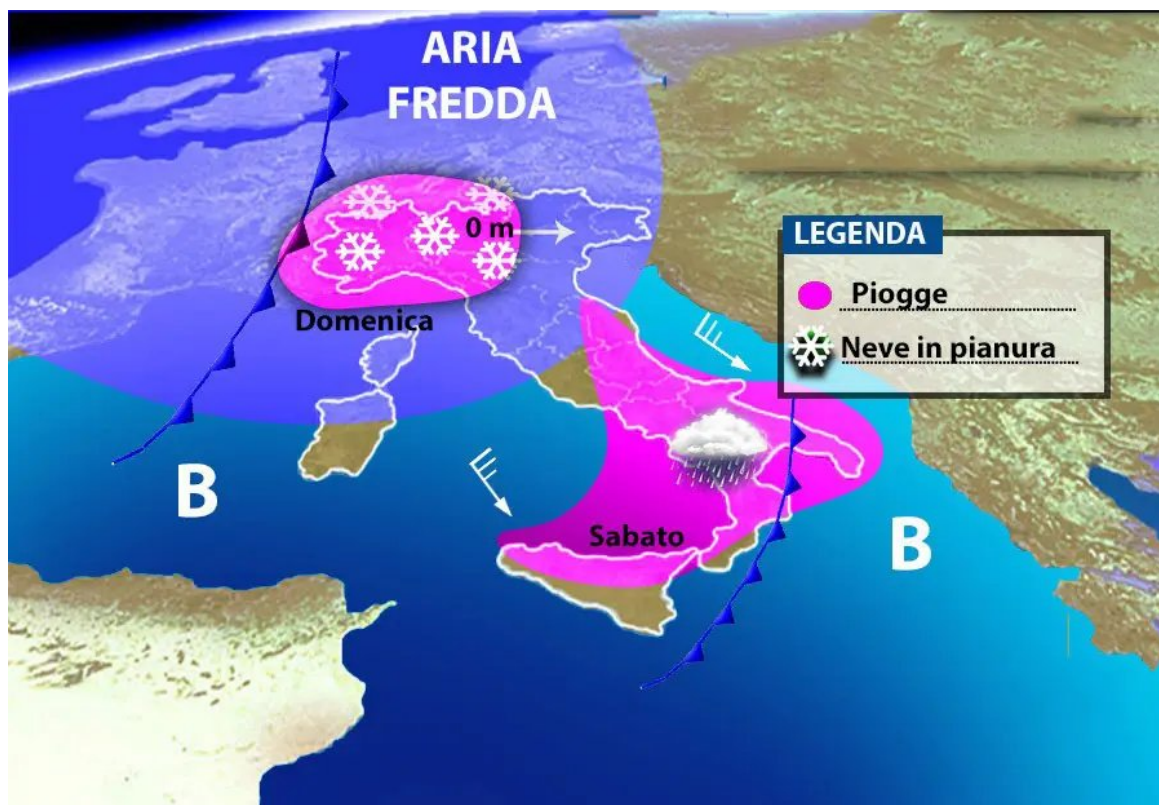 ARIA
FREDDA
0 m
Domenica
LEGENDA
Piogge
Neve in pianura
B
Sabato
B